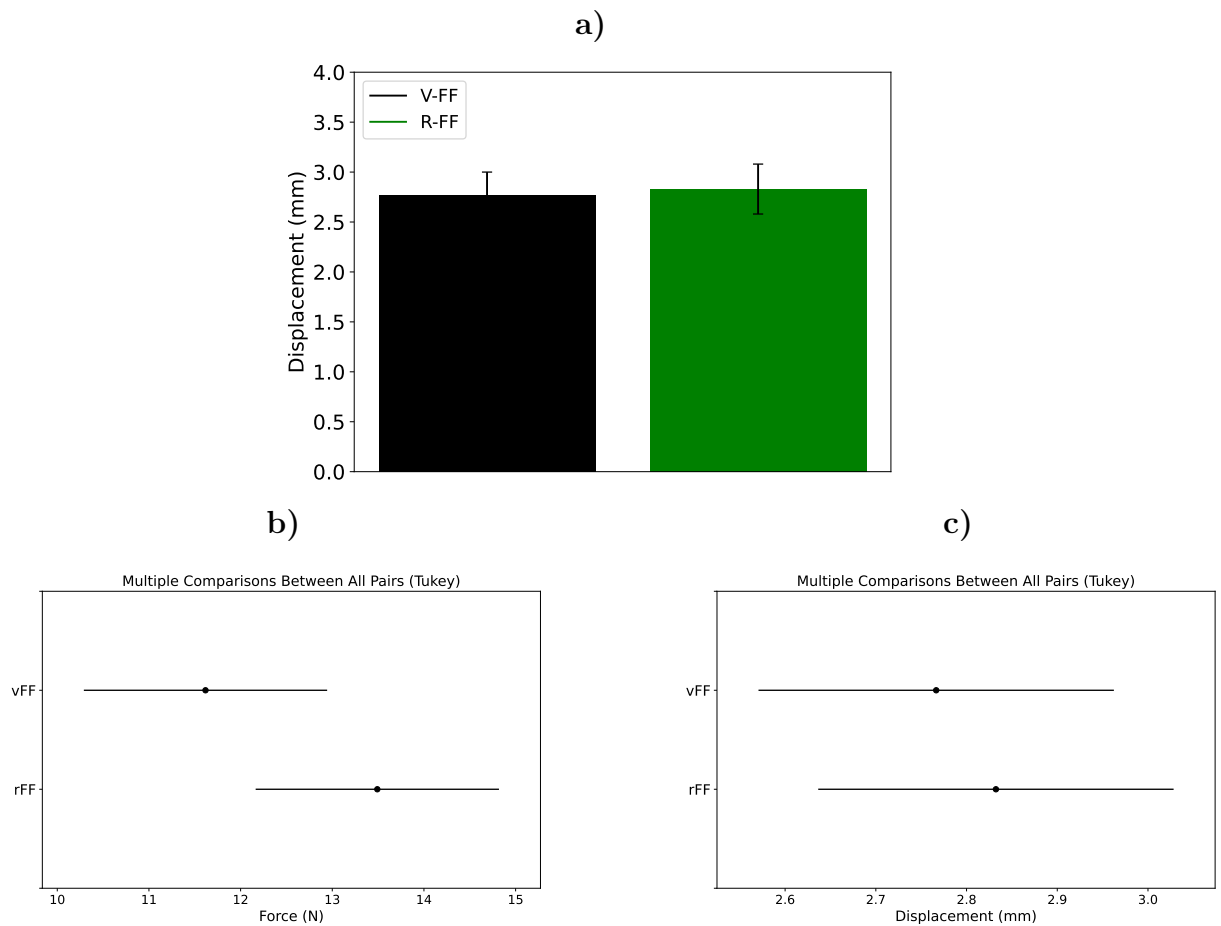 a)
4.0
3.5
3.0
2.5
2.0
1.5
1.0
0.5
0.0
Displacement (mm)
V-FF
R-FF
b)
Multiple Comparisons Between All Pairs (Tukey)
vFF
rFF
10 11 12 13 14 15
Force (N)
c)
Multiple Comparisons Between All Pairs (Tukey)
vFF
rFF
2.6 2.7 2.8 2.9 3.0
Displacement (mm)